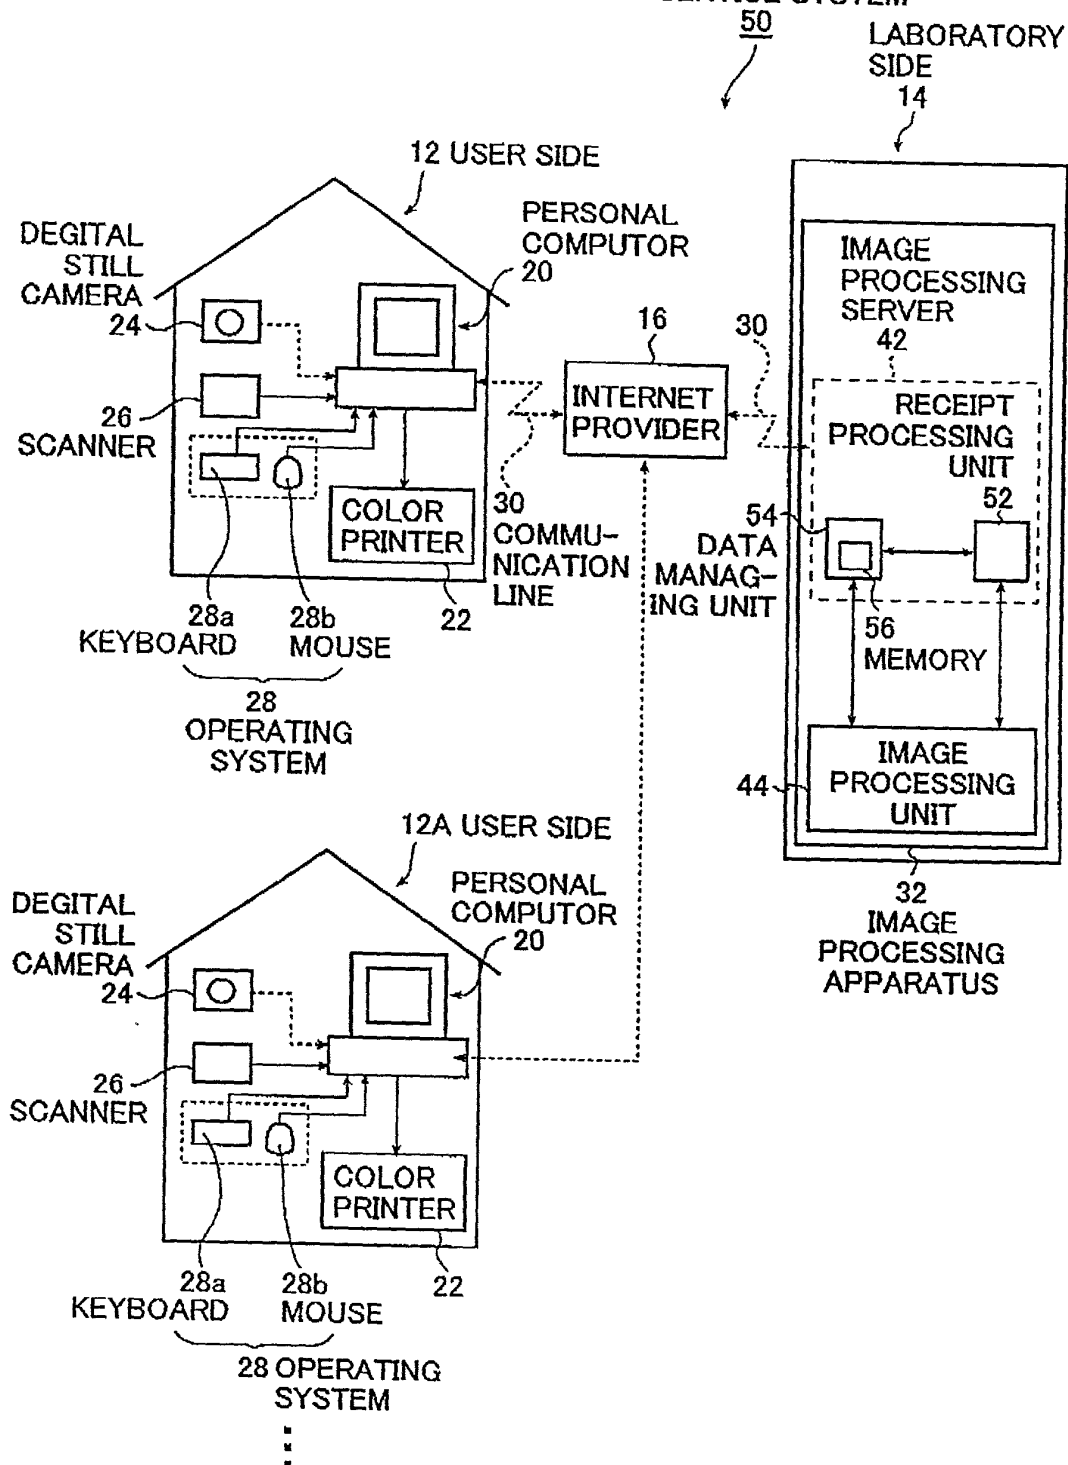 50
LABORATORY
SIDE
14
12 USER SIDE
DEGITAL
STILL
CAMERA
24
PERSONAL
COMPUTOR
20
26
SCANNER
COLOR
PRINTER
22
28a
KEYBOARD
28b
MOUSE
28
OPERATING
SYSTEM
16
INTERNET
PROVIDER
30
COMMU-
NICATION
LINE
30
IMAGE
PROCESSING
SERVER
42
RECEIPT
PROCESSING
UNIT
52
54
DATA
MANAG-
ING UNIT
56
MEMORY
44
IMAGE
PROCESSING
UNIT
32
IMAGE
PROCESSING
APPARATUS
12A USER SIDE
DEGITAL
STILL
CAMERA
24
PERSONAL
COMPUTOR
20
26
SCANNER
COLOR
PRINTER
22
28a
KEYBOARD
28b
MOUSE
28 OPERATING
SYSTEM